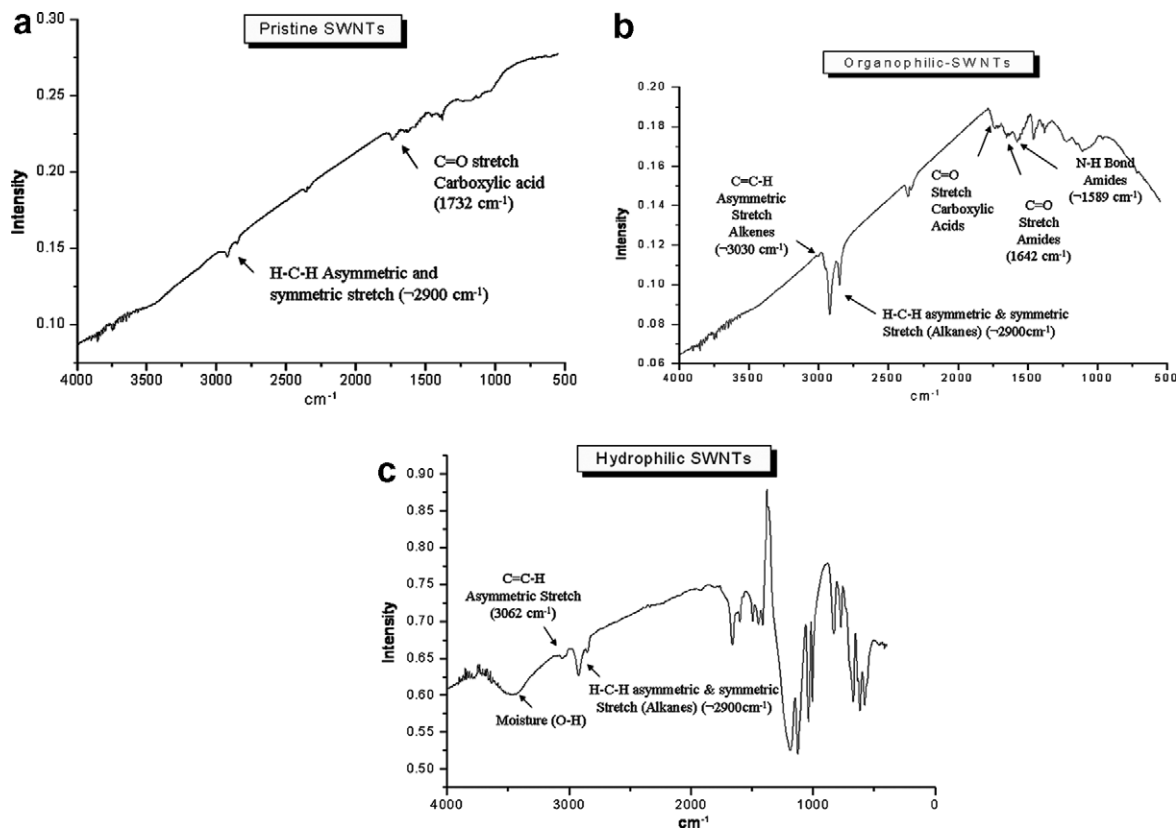 a
Pristine SWNTs
0.30
0.25
0.20
0.15
0.10
Intensity
C=O stretch
Carboxylic acid
(1732 cm-1)
H-C-H Asymmetric and
symmetric stretch (¬2900 cm-1)
4000 3500 3000 2500 2000 1500 1000 500
cm-1
b
Organophilic-SWNTs
0.20
0.18
0.16
0.14
0.12
0.10
0.08
0.06
Intensity
C=C-H
Asymmetric
Stretch
Alkenes
(¬3030 cm-1)
C=O
Stretch
Carboxylic
Acids
N-H Bond
Amides
(¬1589 cm-1)
C=O
Stretch
Amides
(1642 cm-1)
H-C-H asymmetric & symmetric
Stretch (Alkanes) (¬2900cm-1)
4000 3500 3000 2500 2000 1500 1000 500
cm-1
c
Hydrophilic SWNTs
0.90
0.85
0.80
0.75
0.70
0.65
0.60
0.55
0.50
Intensity
C=C-H
Asymmetric Stretch
(3062 cm-1)
H-C-H asymmetric & symmetric
Stretch (Alkanes) (¬2900cm-1)
Moisture (O-H)
4000 3000 2000 1000 0
cm-1